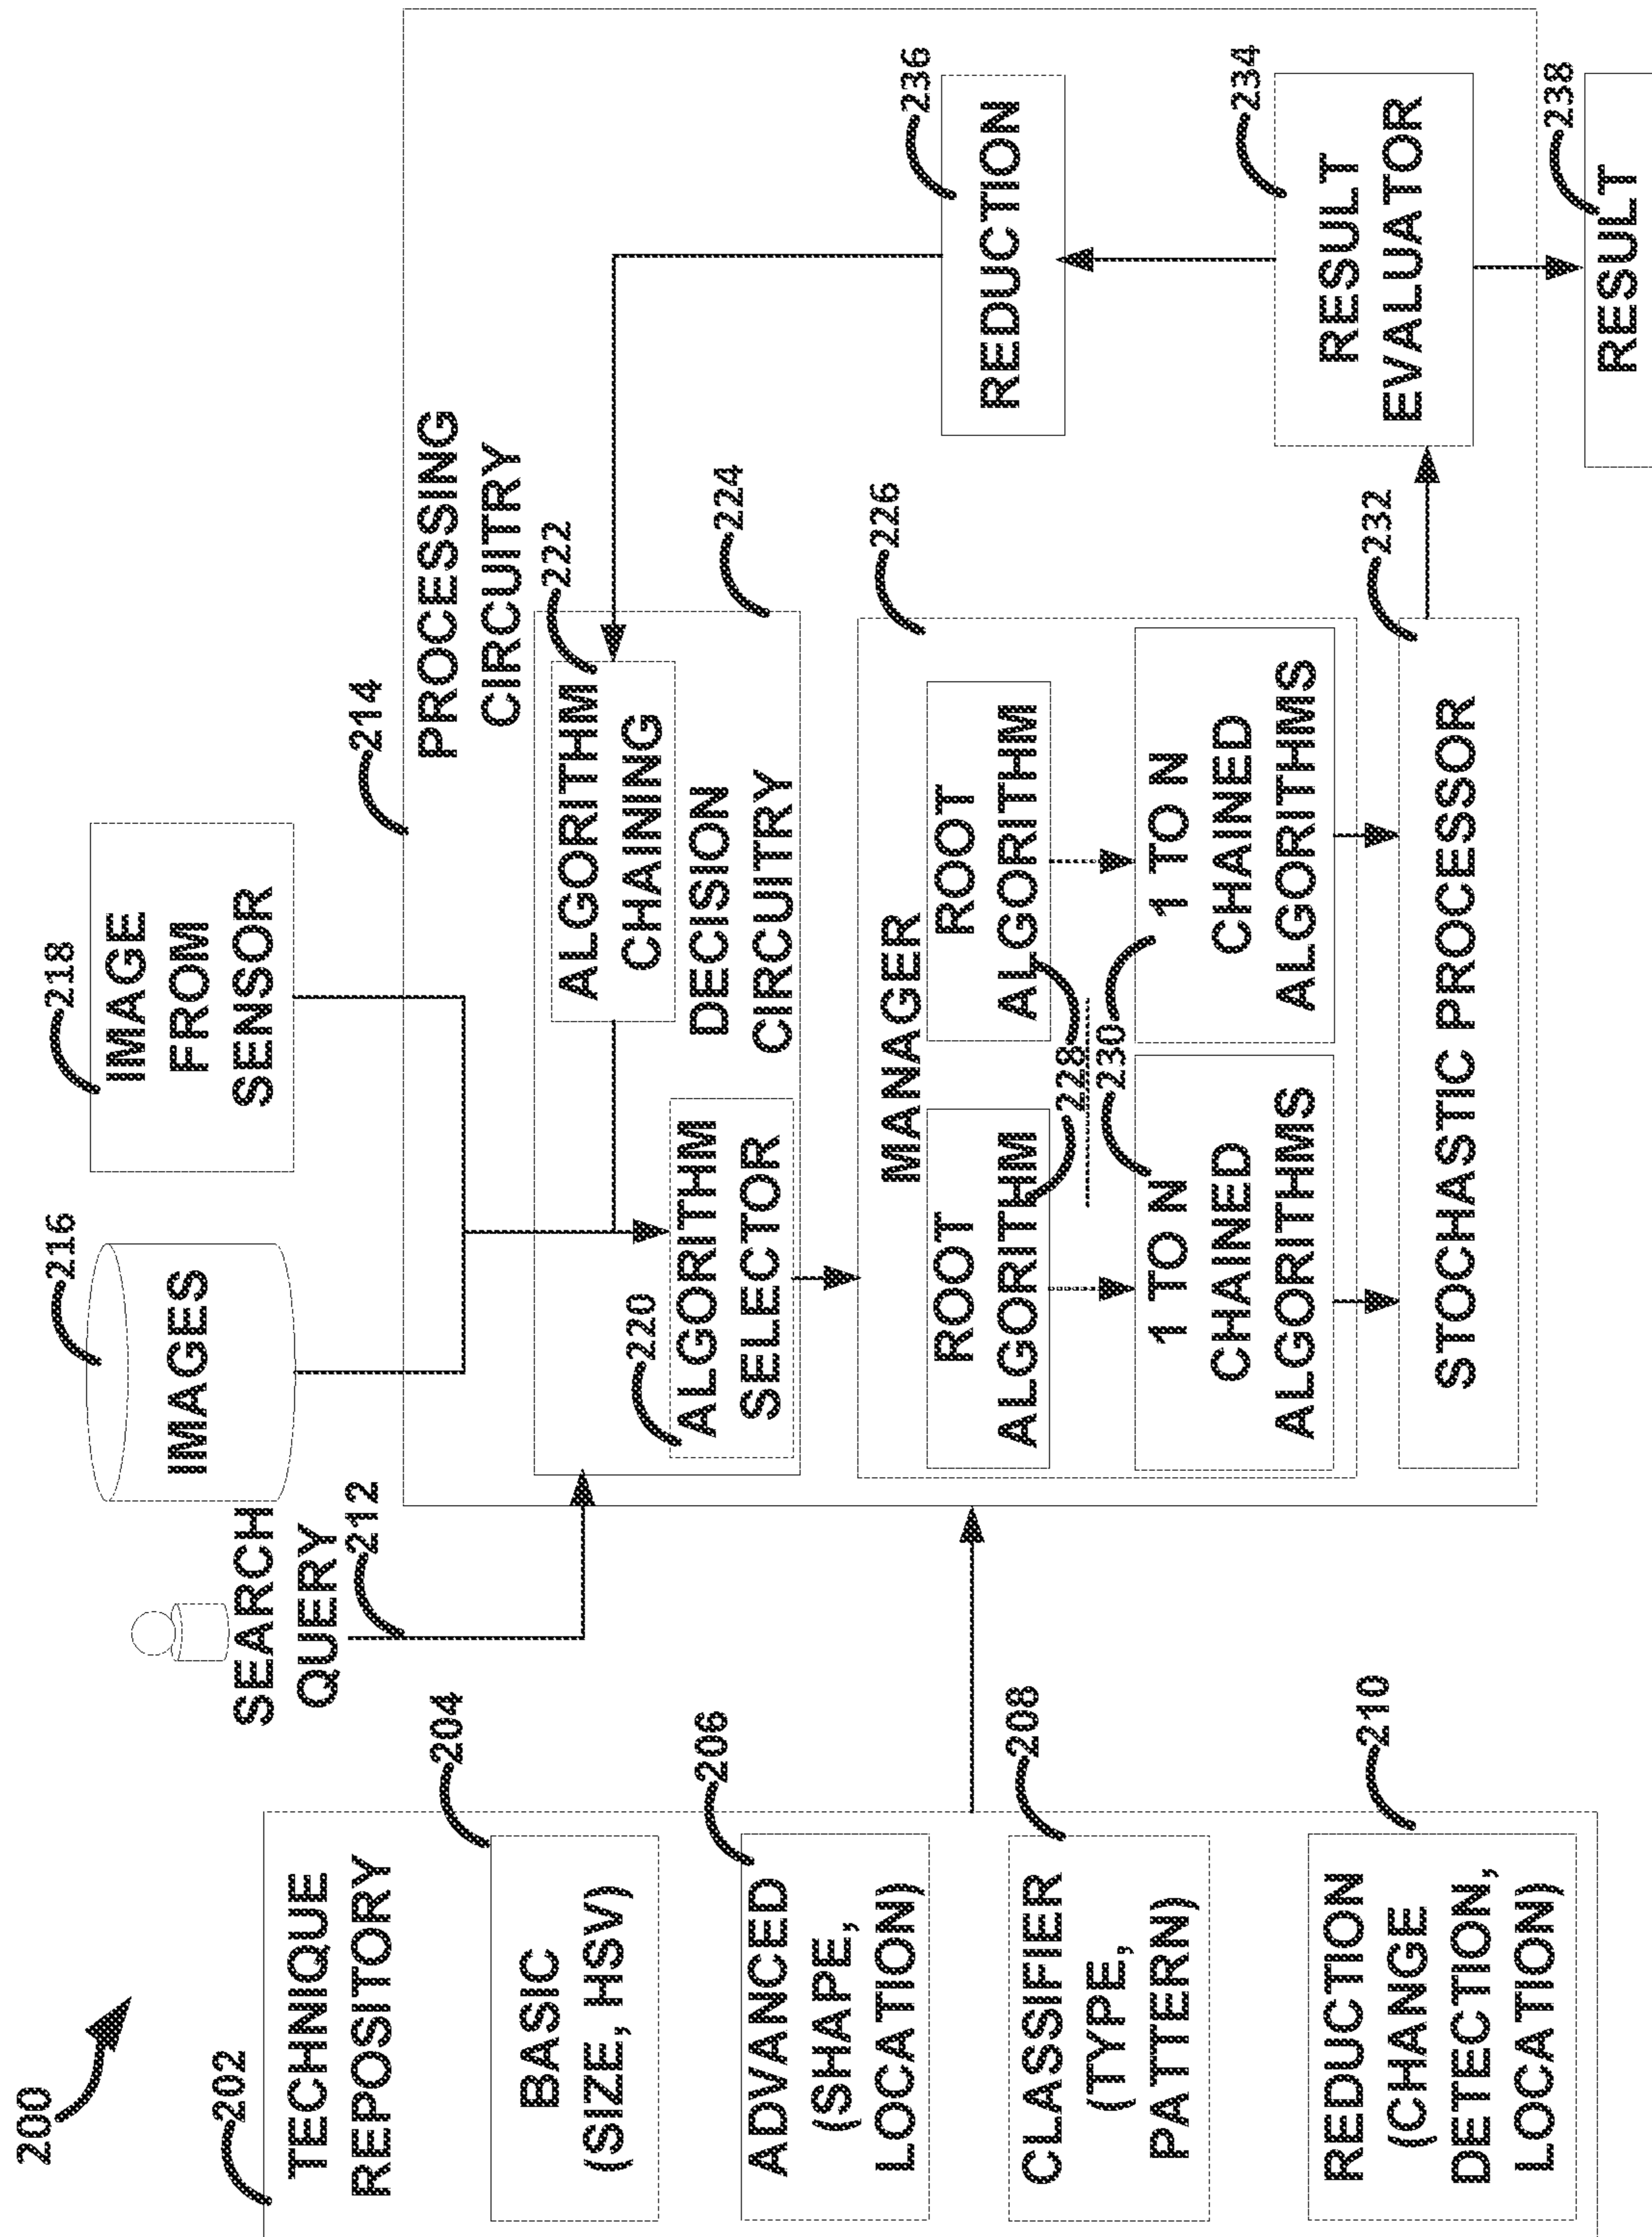 200
202
TECHNIQUE
REPOSITORY
204
BASIC
(SIZE, HSV)
206
ADVANCED
(SHAPE,
LOCATION)
208
CLASSIFIER
(TYPE,
PATTERN)
210
REDUCTION
(CHANGE
DETECTION,
LOCATION)
SEARCH
QUERY
212
216
IMAGES
218
IMAGE
FROM
SENSOR
214
PROCESSING
CIRCUITRY
220
ALGORITHM
SELECTOR
222
ALGORITHM
CHAINING
DECISION
CIRCUITRY
224
MANAGER
226
ROOT
ALGORITHM
ROOT
ALGORITHM
228
230
1 TO N
CHAINED
ALGORITHMS
1 TO N
CHAINED
ALGORITHMS
232
STOCHASTIC PROCESSOR
236
REDUCTION
234
RESULT
EVALUATOR
238
RESULT